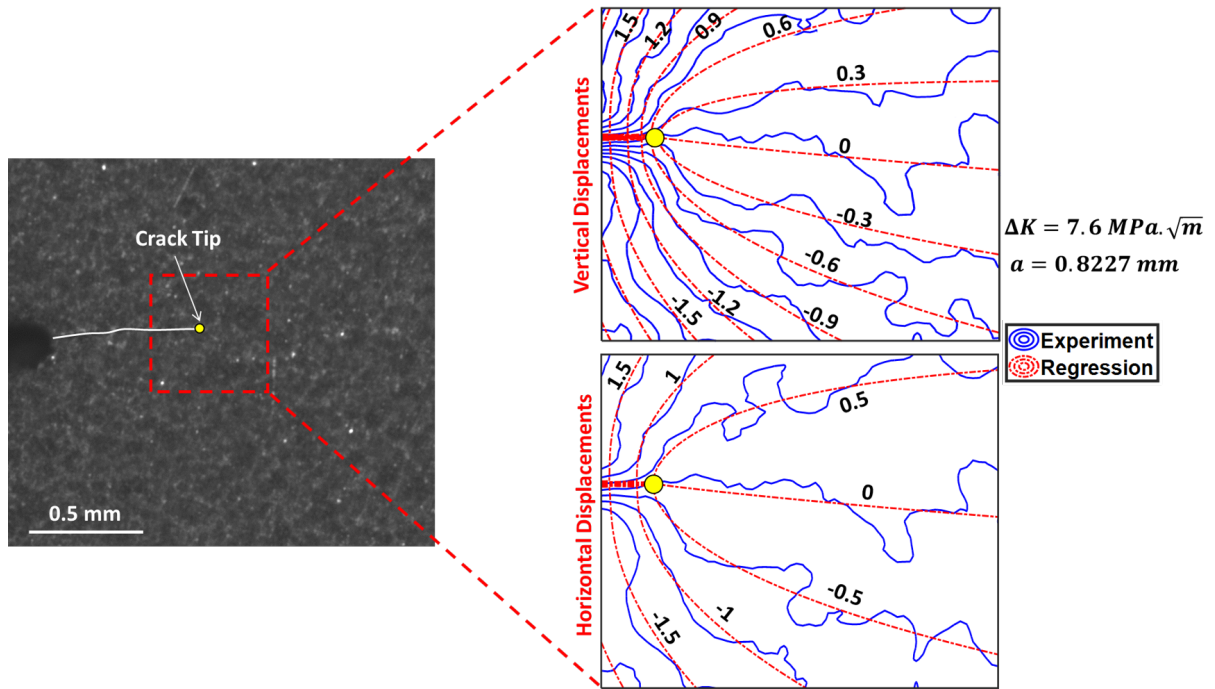 Crack Tip
0.5 mm
Vertical Displacements
1.5
1.2
0.9
0.6
0.3
0
-0.3
-0.6
-0.9
-1.2
-1.5
Horizontal Displacements
1.5
1
0.5
0
-0.5
-1
-1.5
ΔK = 7.6 MPa.√m
a = 0.8227 mm
Experiment
Regression